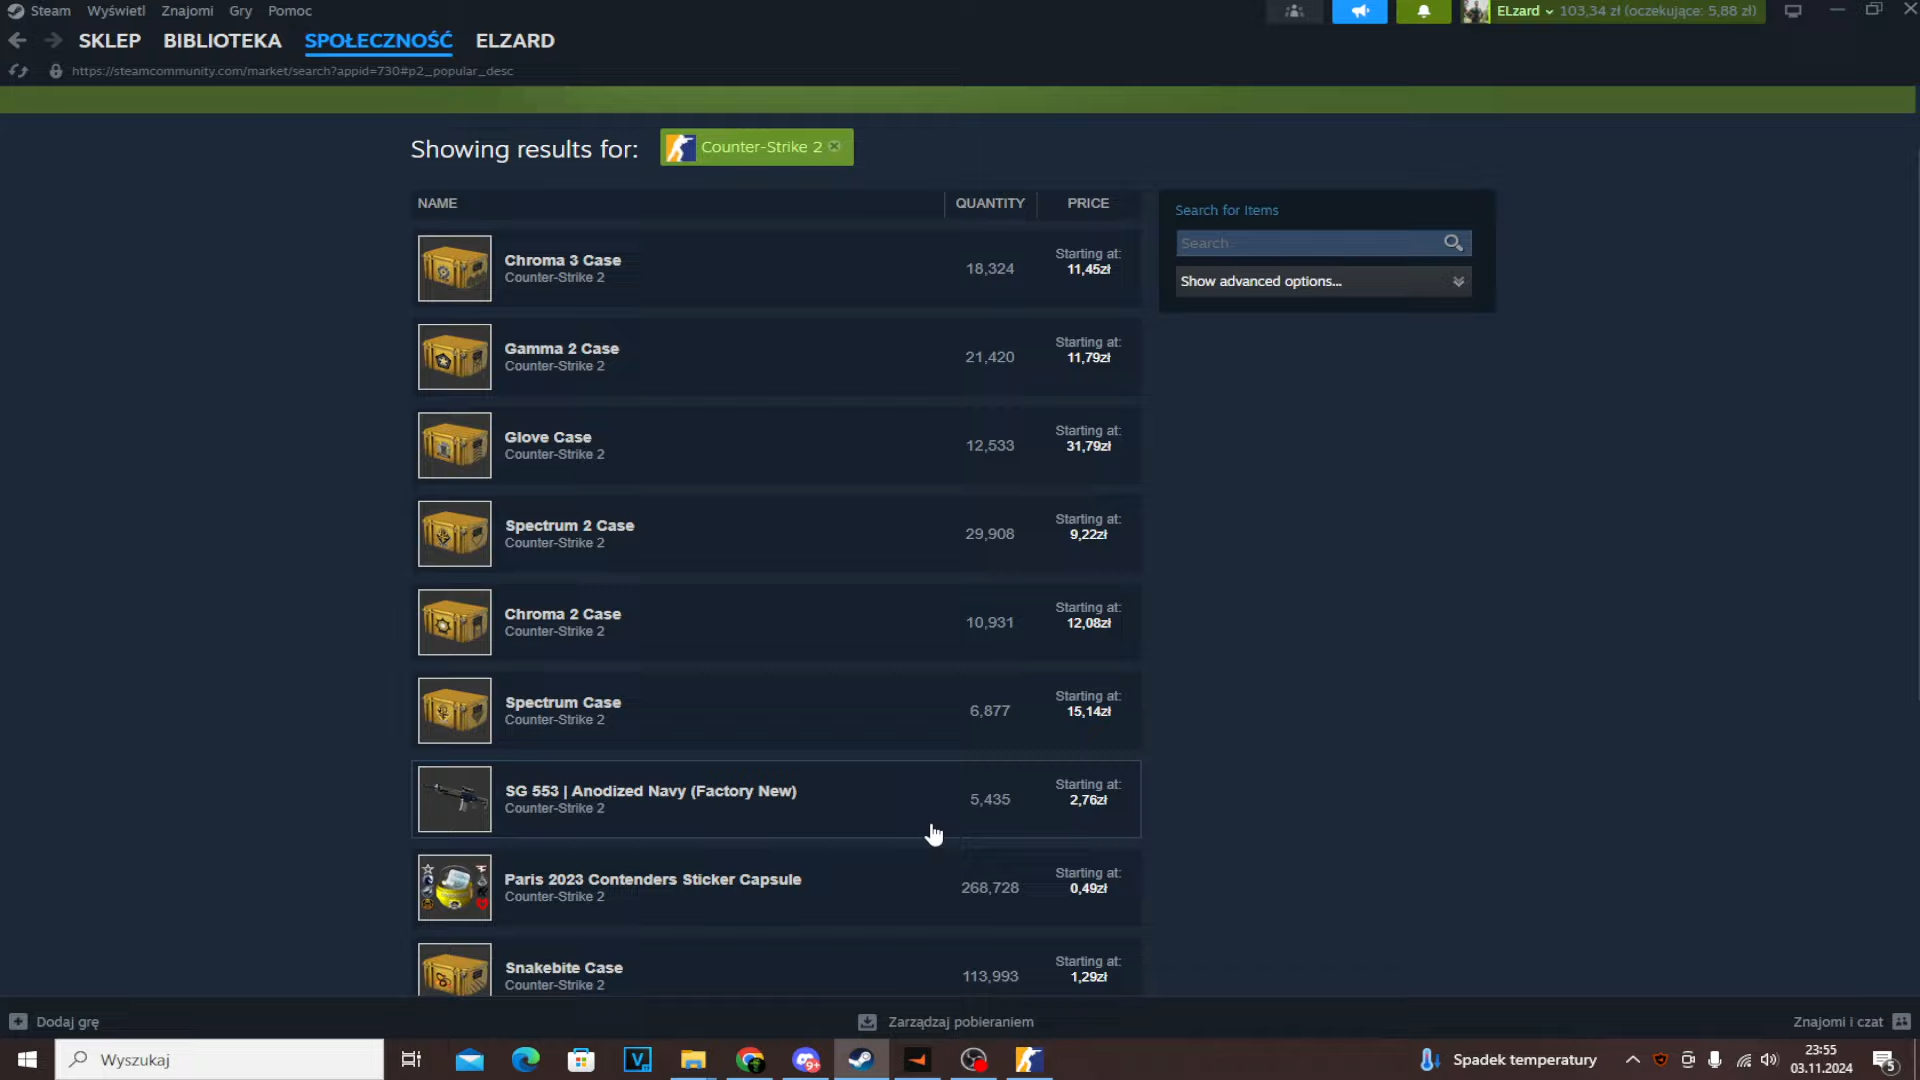 Steam Wyświetl Znajomi Gry Pomoc
ELzard 103,34 zł (oczekujące: 5,88 zł)
SKLEP BIBLIOTEKA SPOŁECZNOŚĆ ELZARD
https://steamcommunity.com/market/search?appid=730#p2_popular_desc
Showing results for: Counter-Strike 2
NAME QUANTITY PRICE
Search for Items
Search
Show advanced options...
Chroma 3 Case
Counter-Strike 2
18,324
Starting at:
11,45zł
Gamma 2 Case
Counter-Strike 2
21,420
Starting at:
11,79zł
Glove Case
Counter-Strike 2
12,533
Starting at:
31,79zł
Spectrum 2 Case
Counter-Strike 2
29,908
Starting at:
9,22zł
Chroma 2 Case
Counter-Strike 2
10,931
Starting at:
12,08zł
Spectrum Case
Counter-Strike 2
6,877
Starting at:
15,14zł
SG 553 | Anodized Navy (Factory New)
Counter-Strike 2
5,435
Starting at:
2,76zł
Paris 2023 Contenders Sticker Capsule
Counter-Strike 2
268,728
Starting at:
0,49zł
Snakebite Case
Counter-Strike 2
113,993
Starting at:
1,29zł
Dodaj grę
Zarządzaj pobieraniem
Znajomi i czat
Wyszukaj
9+
Spadek temperatury
23:55
03.11.2024
5